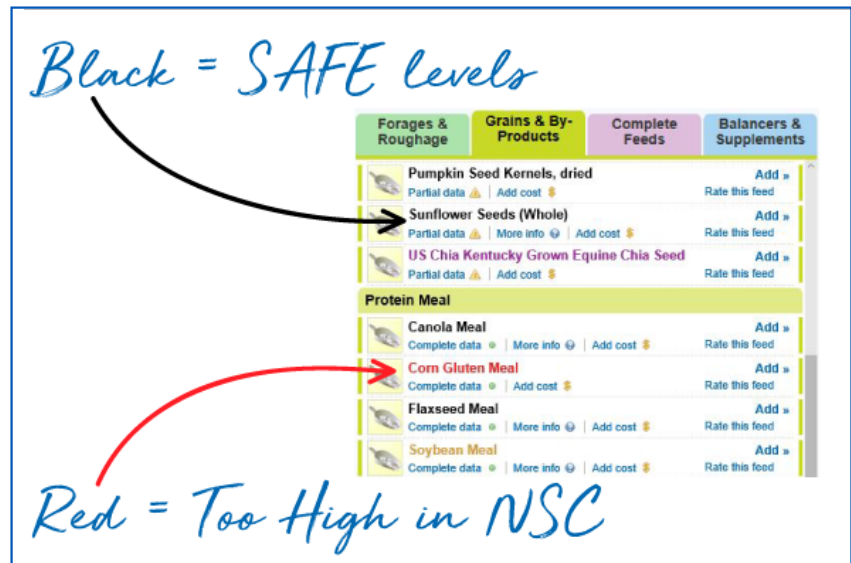 Black = SAFE levels
Forages & Roughage
Grains & By-Products
Complete Feeds
Balancers & Supplements
Pumpkin Seed Kernels, dried Add »
Partial data | Add cost $ Rate this feed
Sunflower Seeds (Whole) Add »
Partial data | More info | Add cost $ Rate this feed
US Chia Kentucky Grown Equine Chia Seed Add »
Partial data | Add cost $ Rate this feed
Protein Meal
Canola Meal Add »
Complete data | More info | Add cost $ Rate this feed
Corn Gluten Meal Add »
Complete data | Add cost $ Rate this feed
Flaxseed Meal Add »
Complete data | More info | Add cost $ Rate this feed
Soybean Meal Add »
Complete data | More info | Add cost $ Rate this feed
Red = Too High in NSC